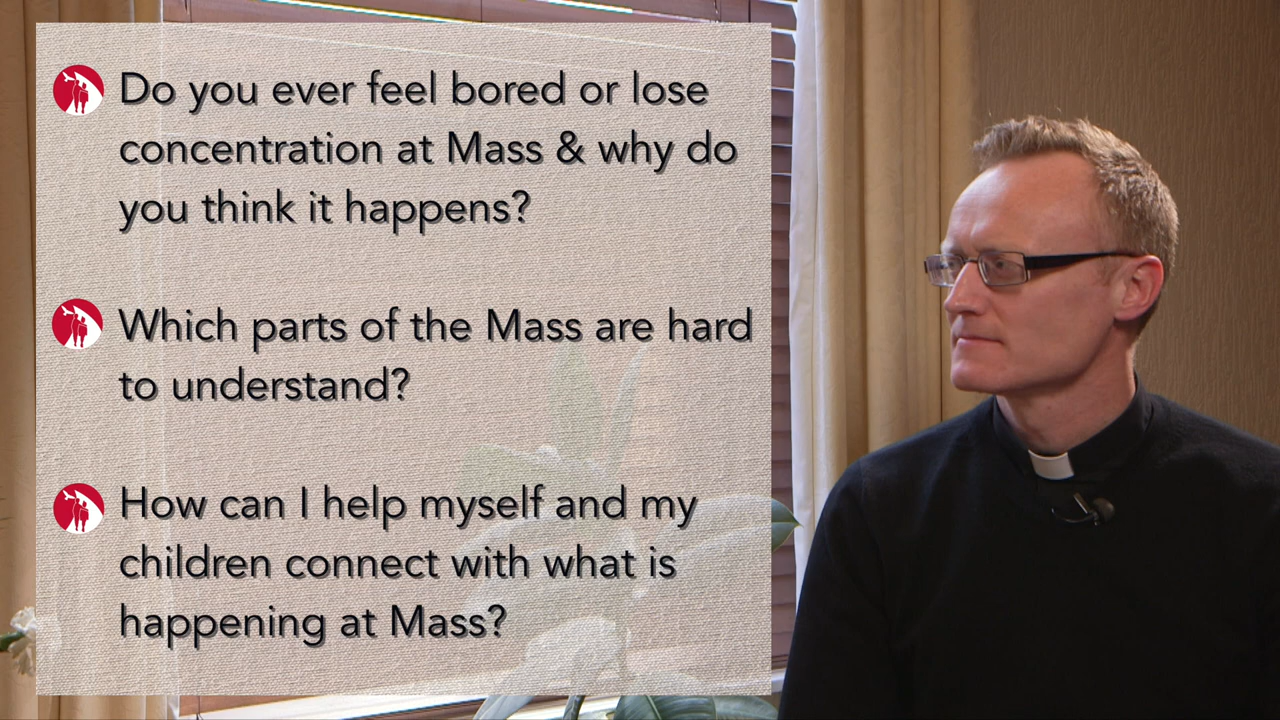 Do you ever feel bored or lose
concentration at Mass & why do
you think it happens?
Which parts of the Mass are hard
to understand?
How can I help myself and my
children connect with what is
happening at Mass?